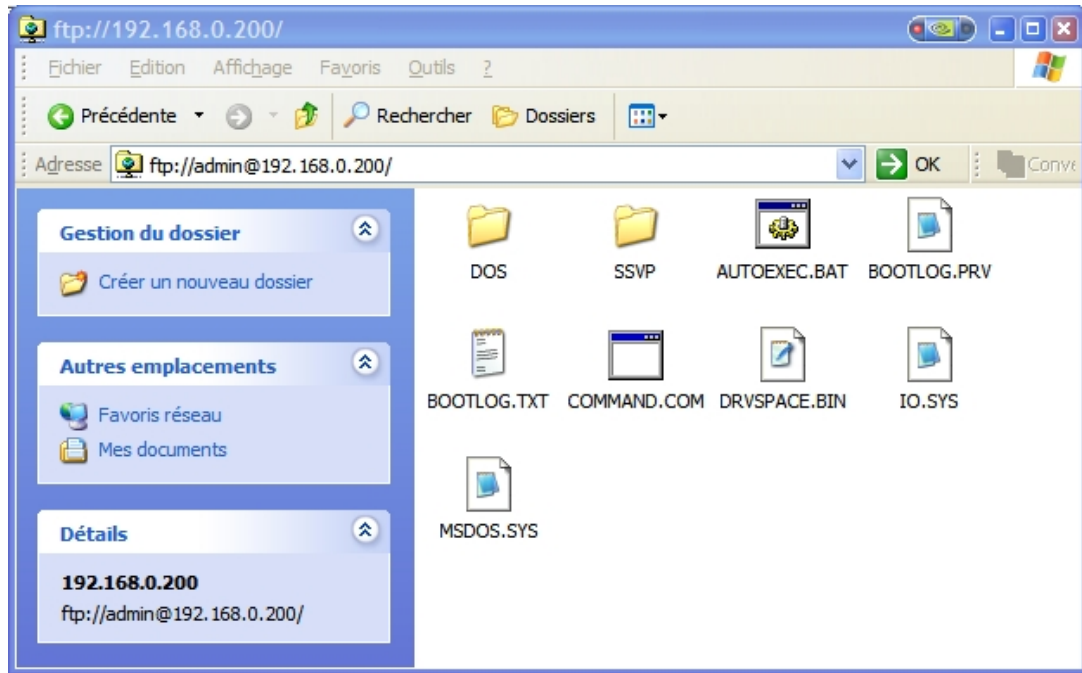 ftp://192.168.0.200/
Fichier Edition Affichage Favoris Outils ?
Précédente Rechercher Dossiers
Adresse ftp://admin@192.168.0.200/ OK
Gestion du dossier
Créer un nouveau dossier
Autres emplacements
Favoris réseau
Mes documents
Détails
192.168.0.200
ftp://admin@192.168.0.200/
DOS SSVP AUTOEXEC.BAT BOOTLOG.PRV
BOOTLOG.TXT COMMAND.COM DRVSPACE.BIN IO.SYS
MSDOS.SYS